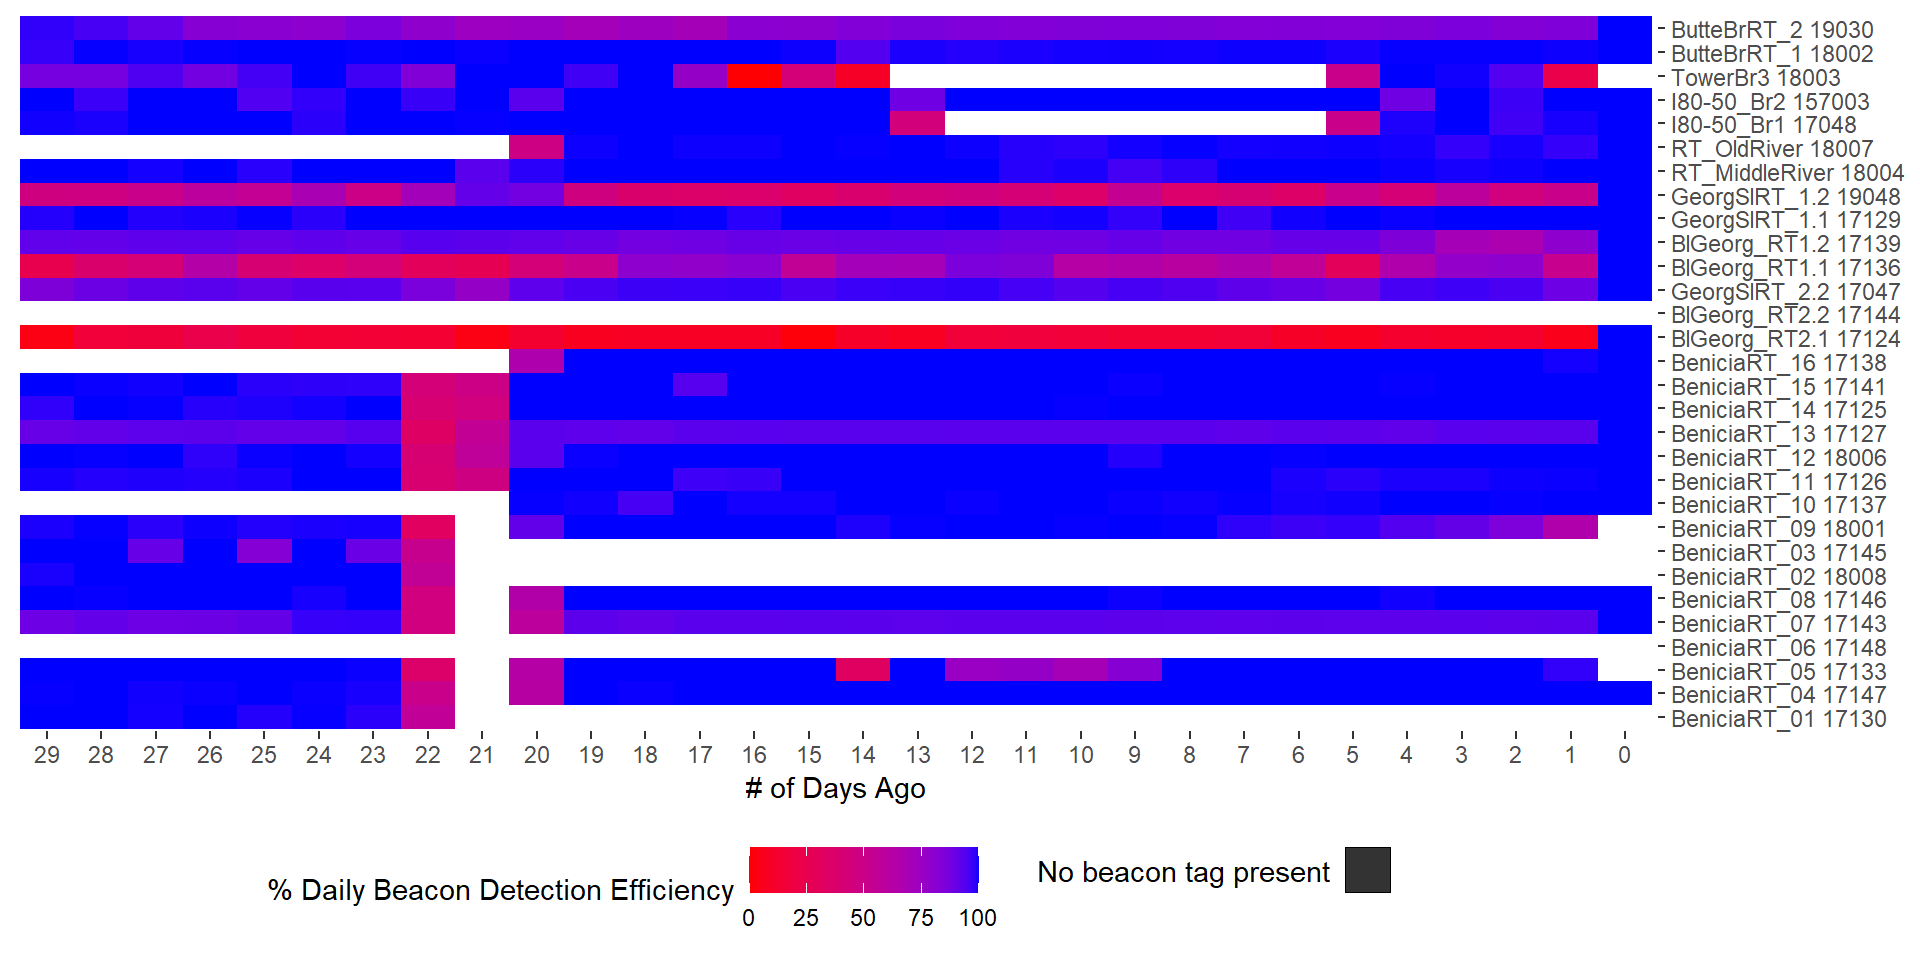 ButteBrRT_2 19030
ButteBrRT_1 18002
TowerBr3 18003
I80-50_Br2 157003
I80-50_Br1 17048
RT_OldRiver 18007
RT_MiddleRiver 18004
GeorgSlRT_1.2 19048
GeorgSlRT_1.1 17129
BlGeorg_RT1.2 17139
BlGeorg_RT1.1 17136
GeorgSlRT_2.2 17047
BlGeorg_RT2.2 17144
BlGeorg_RT2.1 17124
BeniciaRT_16 17138
BeniciaRT_15 17141
BeniciaRT_14 17125
BeniciaRT_13 17127
BeniciaRT_12 18006
BeniciaRT_11 17126
BeniciaRT_10 17137
BeniciaRT_09 18001
BeniciaRT_03 17145
BeniciaRT_02 18008
BeniciaRT_08 17146
BeniciaRT_07 17143
BeniciaRT_06 17148
BeniciaRT_05 17133
BeniciaRT_04 17147
BeniciaRT_01 17130
29 28 27 26 25 24 23 22 21 20 19 18 17 16 15 14 13 12 11 10 9 8 7 6 5 4 3 2 1 0
# of Days Ago
% Daily Beacon Detection Efficiency
0 25 50 75 100
No beacon tag present